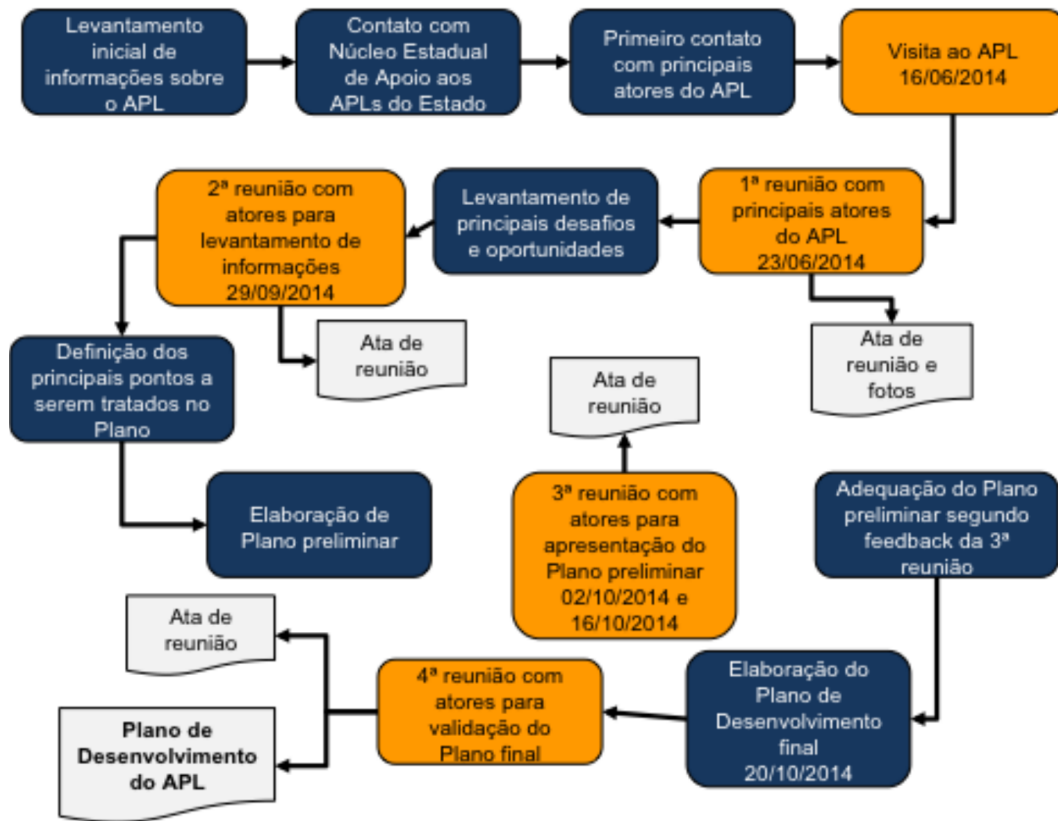 Levantamento
inicial de
informações sobre
o APL
Contato com
Núcleo Estadual
de Apoio aos
APLs do Estado
Primeiro contato
com principais
atores do APL
Visita ao APL
16/06/2014
1ª reunião com
principais atores
do APL
23/06/2014
Ata de
reunião e
fotos
Levantamento de
principais desafios
e oportunidades
2ª reunião com
atores para
levantamento de
informações
29/09/2014
Ata de
reunião
Definição dos
principais pontos a
serem tratados no
Plano
Elaboração de
Plano preliminar
Ata de
reunião
3ª reunião com
atores para
apresentação do
Plano preliminar
02/10/2014 e
16/10/2014
Adequação do Plano
preliminar segundo
feedback da 3ª
reunião
Elaboração do
Plano de
Desenvolvimento
final
20/10/2014
4ª reunião com
atores para
validação do
Plano final
Ata de
reunião
Plano de
Desenvolvimento
do APL